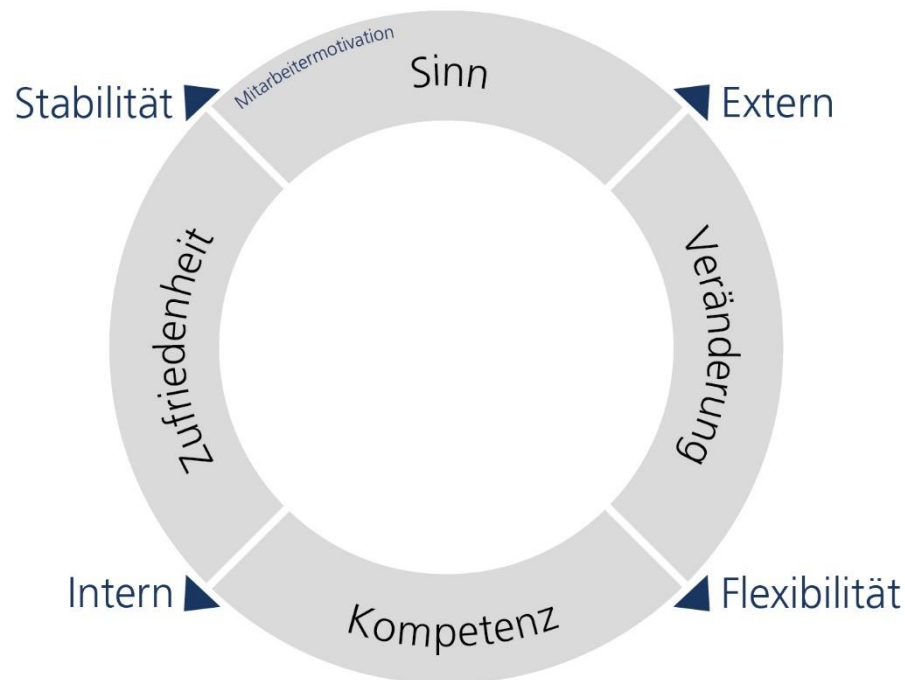 Mitarbeitermotivation
Sinn
Stabilität
Extern
Zufriedenheit
Veränderung
Intern
Flexibilität
Kompetenz